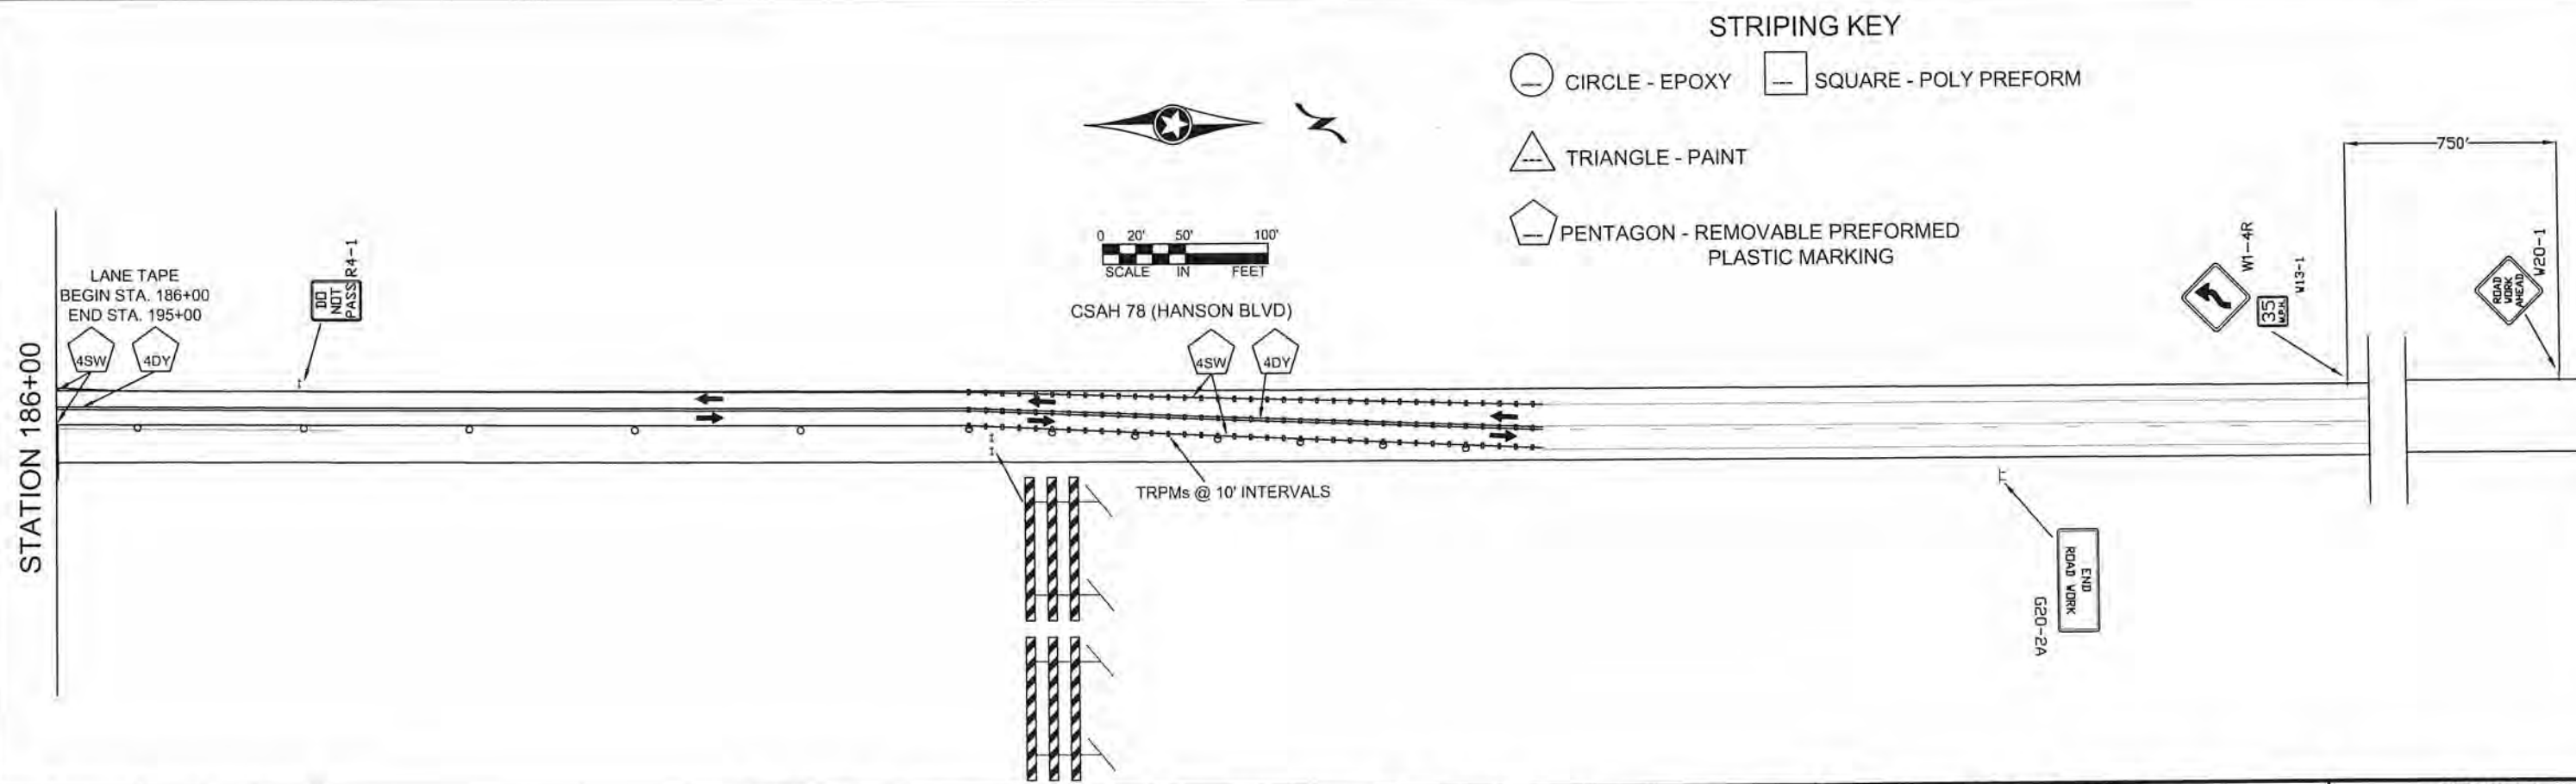 STRIPING KEY
CIRCLE - EPOXY
SQUARE - POLY PREFORM
TRIANGLE - PAINT
PENTAGON - REMOVABLE PREFORMED
PLASTIC MARKING
0 20' 50' 100'
SCALE IN FEET
CSAH 78 (HANSON BLVD)
4SW
4DY
TRPMs @ 10' INTERVALS
STATION 186+00
LANE TAPE
BEGIN STA. 186+00
END STA. 195+00
4SW
4DY
DO
NOT
PASS
R4-1
750'
W1-4R
35
M.P.H.
W13-1
ROAD
WORK
AHEAD
W20-1
END
ROAD WORK
G20-2A